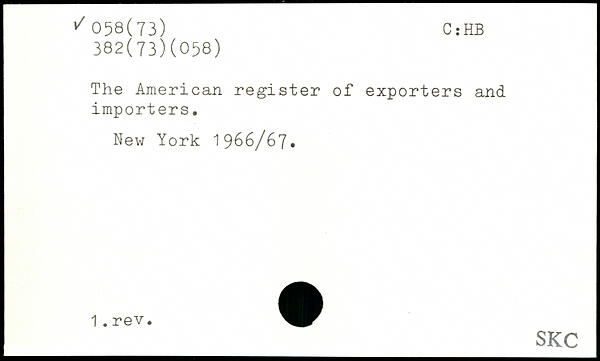 ✓ 058(73) C:HB
382(73)(058)
The American register of exporters and
importers.
New York 1966/67.
1.rev.
SKC